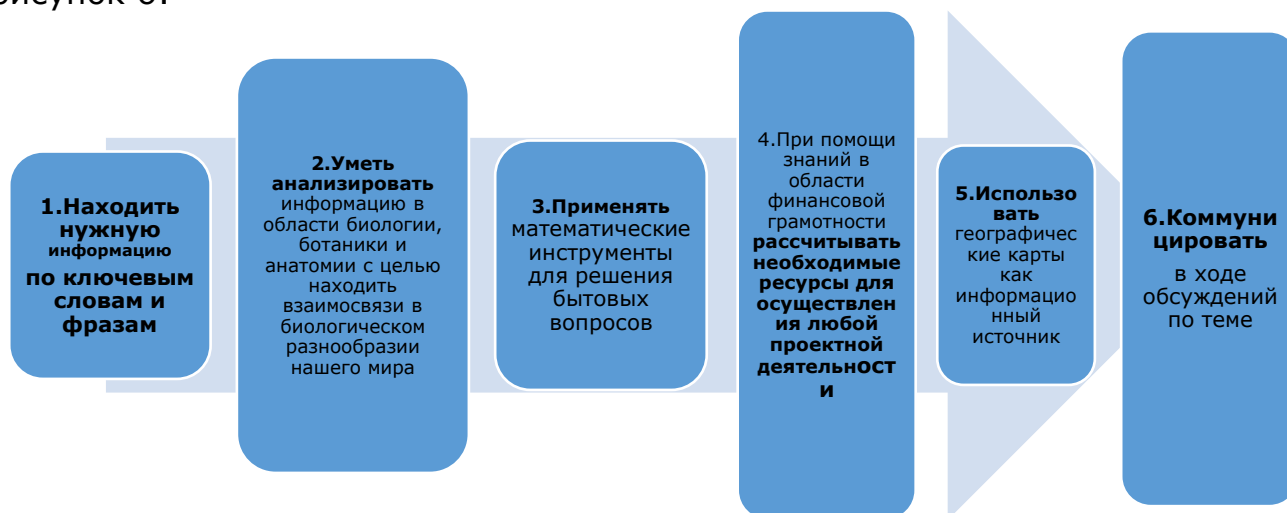 Рисунок 6.
1.Находить
нужную
информацию
по ключевым
словам и
фразам
2.Уметь
анализировать
информацию в
области биологии,
ботаники и
анатомии с целью
находить
взаимосвязи в
биологическом
разнообразии
нашего мира
3.Применять
математические
инструменты
для решения
бытовых
вопросов
4.При помощи
знаний в
области
финансовой
грамотности
рассчитывать
необходимые
ресурсы для
осуществлен
ия любой
проектной
деятельност
и
5.Использо
вать
географичес
кие карты
как
информацио
нный
источник
6.Коммуни
цировать
в ходе
обсуждений
по теме